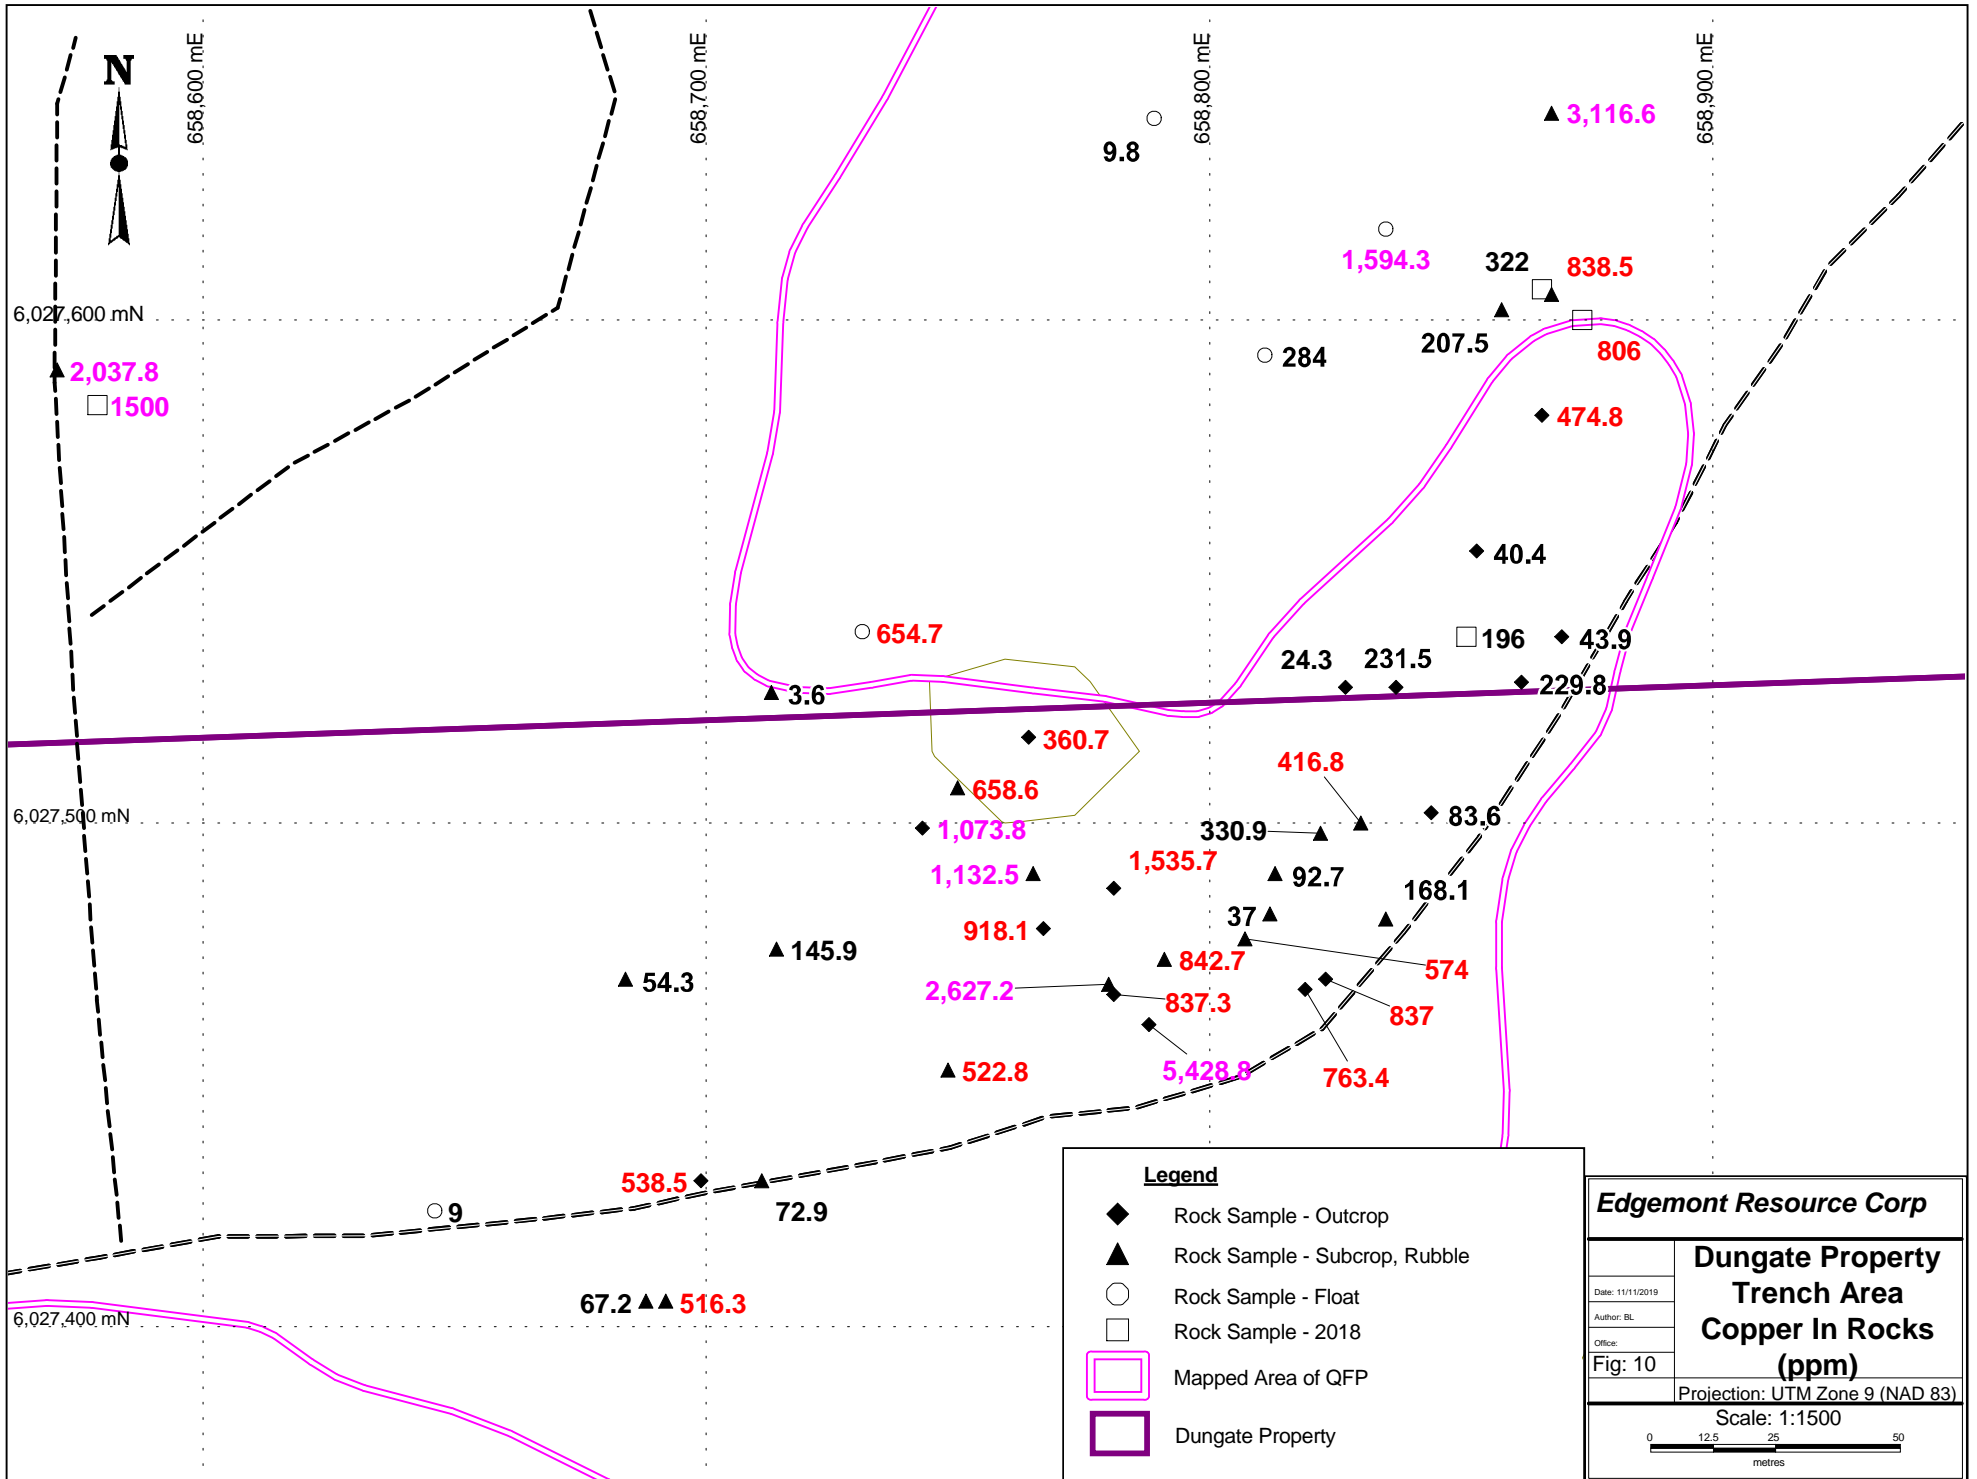 N
658,600 mE
658,700 mE
658,800 mE
658,900 mE
3,116.6
9.8
1,594.3
322
838.5
6,027,600 mN
207.5
806
284
2,037.8
1500
474.8
40.4
654.7
196
43.9
24.3
231.5
229.8
3.6
360.7
416.8
658.6
6,027,500 mN
1,073.8
330.9
83.6
1,535.7
1,132.5
92.7
168.1
37
918.1
145.9
842.7
574
54.3
2,627.2
837.3
837
5,428.8
522.8
763.4
538.5
9
72.9
67.2
516.3
6,027,400 mN
Legend
Rock Sample - Outcrop
Rock Sample - Subcrop, Rubble
Rock Sample - Float
Rock Sample - 2018
Mapped Area of QFP
Dungate Property
Edgemont Resource Corp
Date: 11/11/2019
Author: BL
Office:
Fig: 10
Dungate Property
Trench Area
Copper In Rocks
(ppm)
Projection: UTM Zone 9 (NAD 83)
Scale: 1:1500
0 12.5 25 50
metres